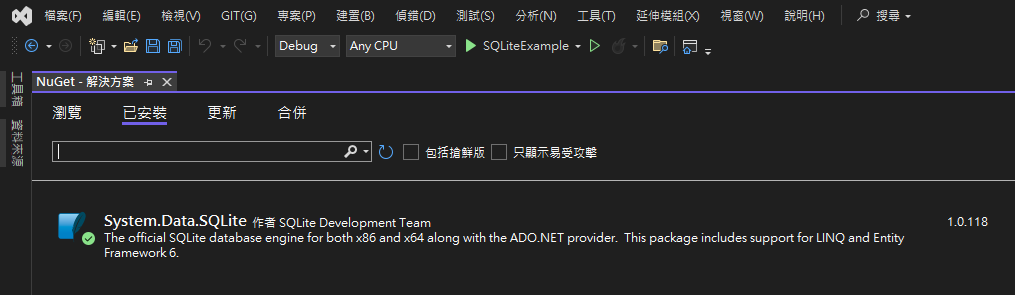 檔案(F) 編輯(E) 檢視(V) GIT(G) 專案(P) 建置(B) 偵錯(D) 測試(S) 分析(N) 工具(T) 延伸模組(X) 視窗(W) 說明(H) 搜尋
Debug Any CPU SQLiteExample
工具箱
資料來源
NuGet - 解決方案
瀏覽 已安裝 更新 合併
包括搶鮮版 只顯示易受攻擊
System.Data.SQLite 作者 SQLite Development Team 1.0.118
The official SQLite database engine for both x86 and x64 along with the ADO.NET provider.  This package includes support for LINQ and Entity
Framework 6.